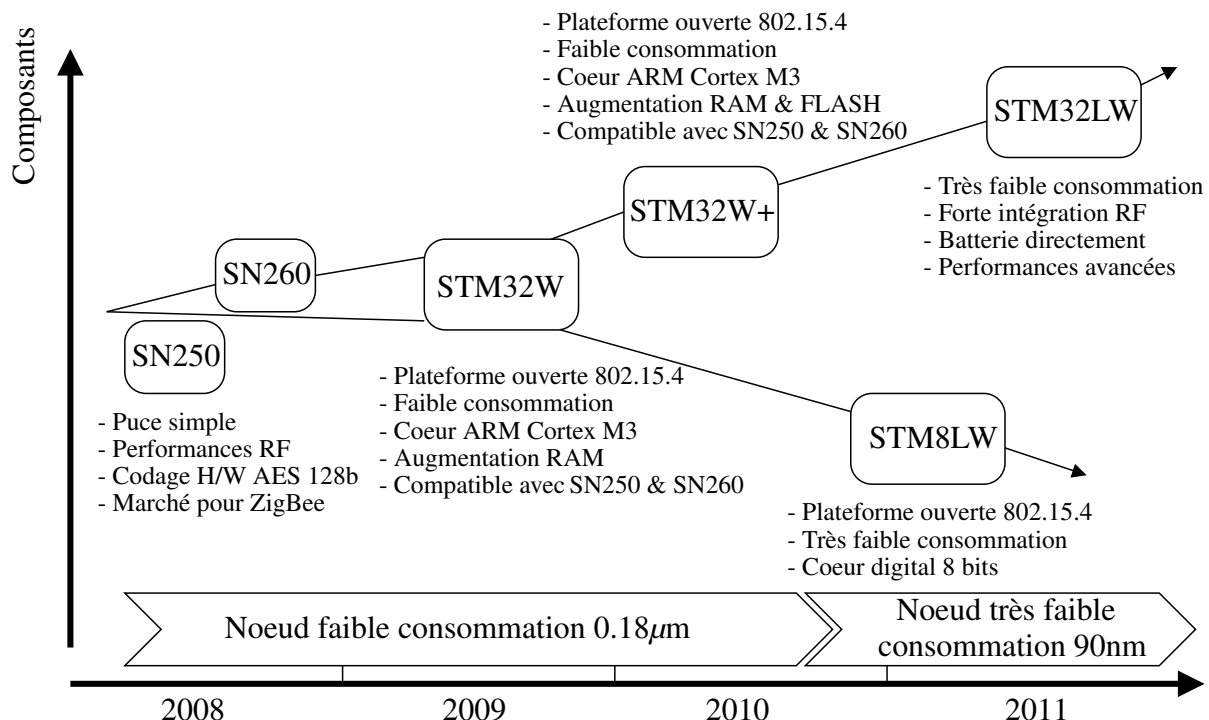 - Plateforme ouverte 802.15.4
- Faible consommation
- Coeur ARM Cortex M3
- Augmentation RAM & FLASH
- Compatible avec SN250 & SN260
Composants
STM32LW
- Très faible consommation
- Forte intégration RF
- Batterie directement
- Performances avancées
STM32W+
SN260
STM32W
SN250
- Puce simple
- Performances RF
- Codage H/W AES 128b
- Marché pour ZigBee
- Plateforme ouverte 802.15.4
- Faible consommation
- Coeur ARM Cortex M3
- Augmentation RAM
- Compatible avec SN250 & SN260
STM8LW
- Plateforme ouverte 802.15.4
- Très faible consommation
- Coeur digital 8 bits
Noeud faible consommation 0.18µm
Noeud très faible
consommation 90nm
2008
2009
2010
2011